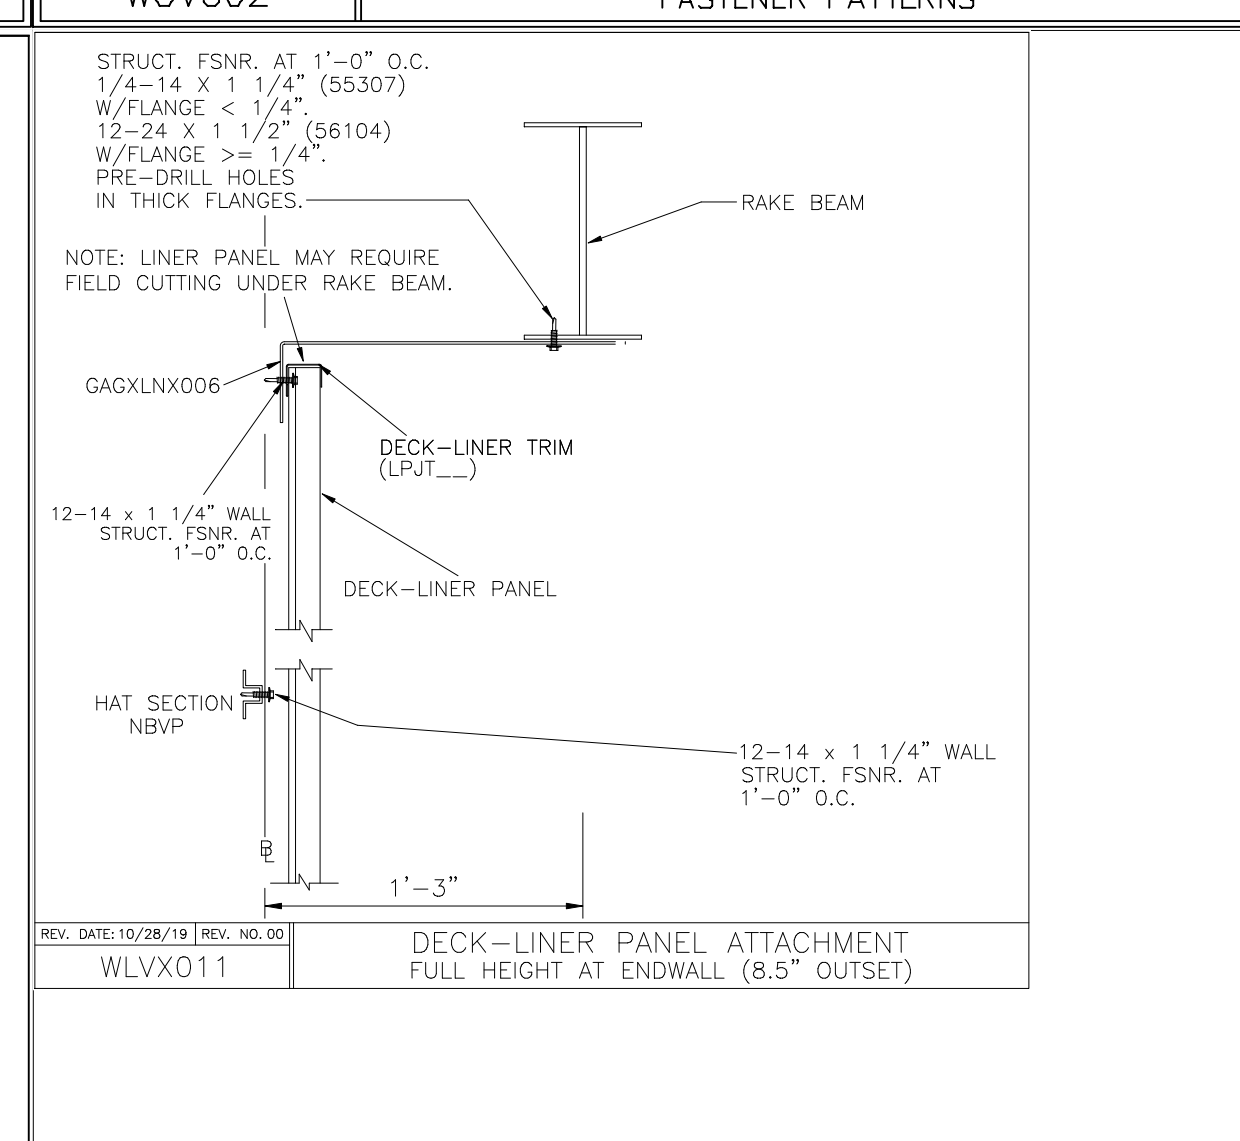 FASTENER PATTERNS
STRUCT. FSNR. AT 1'-0" O.C.
1/4-14 X 1 1/4" (55307)
W/FLANGE < 1/4".
12-24 X 1 1/2" (56104)
W/FLANGE >= 1/4".
PRE-DRILL HOLES
IN THICK FLANGES.
RAKE BEAM
NOTE: LINER PANEL MAY REQUIRE
FIELD CUTTING UNDER RAKE BEAM.
GAGXLNX006
DECK-LINER TRIM
(LPJT__)
12-14 x 1 1/4" WALL
STRUCT. FSNR. AT
1'-0" O.C.
DECK-LINER PANEL
HAT SECTION
NBVP
12-14 x 1 1/4" WALL
STRUCT. FSNR. AT
1'-0" O.C.
BL
1'-3"
REV. DATE: 10/28/19 REV. NO. 00
WLVX011
DECK-LINER PANEL ATTACHMENT
FULL HEIGHT AT ENDWALL (8.5" OUTSET)